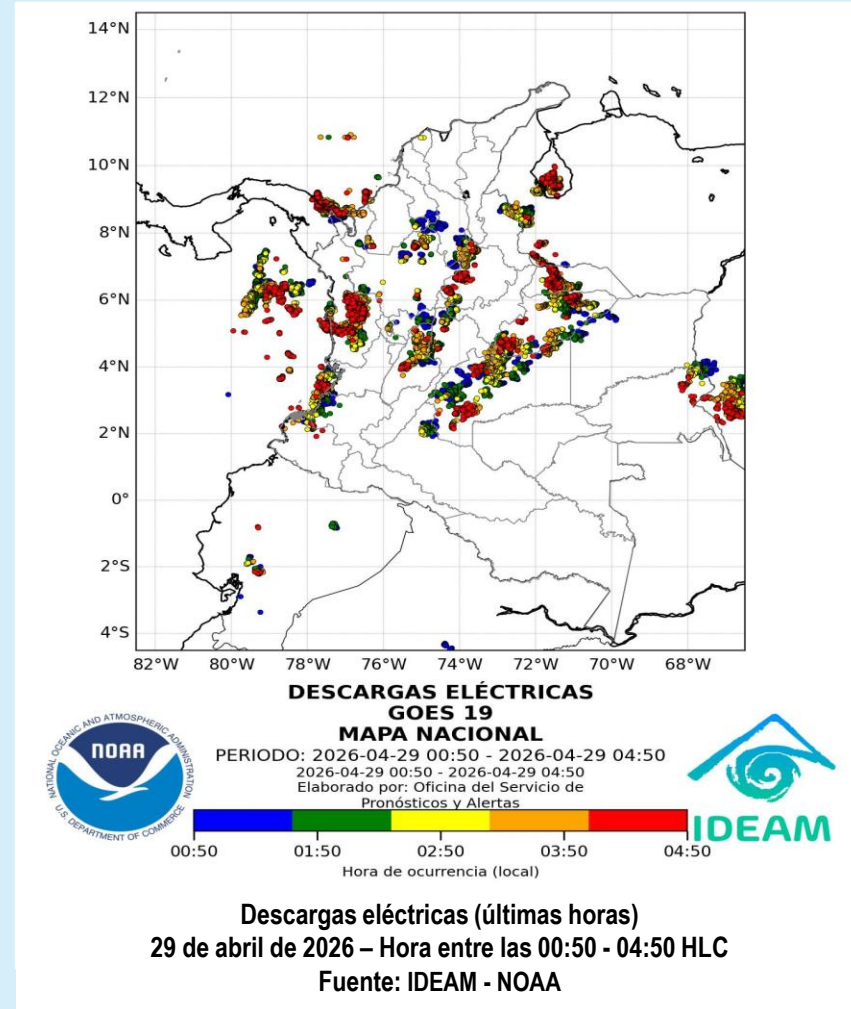 14°N
12°N
10°N
8°N
6°N
4°N
2°N
0°
2°S
4°S
82°W 80°W 78°W 76°W 74°W 72°W 70°W 68°W
DESCARGAS ELÉCTRICAS
GOES 19
MAPA NACIONAL
PERIODO: 2026-04-29 00:50 - 2026-04-29 04:50
2026-04-29 00:50 - 2026-04-29 04:50
Elaborado por: Oficina del Servicio de
Pronósticos y Alertas
NATIONAL OCEANIC AND ATMOSPHERIC ADMINISTRATION
NOAA
U.S. DEPARTMENT OF COMMERCE
IDEAM
00:50 01:50 02:50 03:50 04:50
Hora de ocurrencia (local)
Descargas eléctricas (últimas horas)
29 de abril de 2026 – Hora entre las 00:50 - 04:50 HLC
Fuente: IDEAM - NOAA